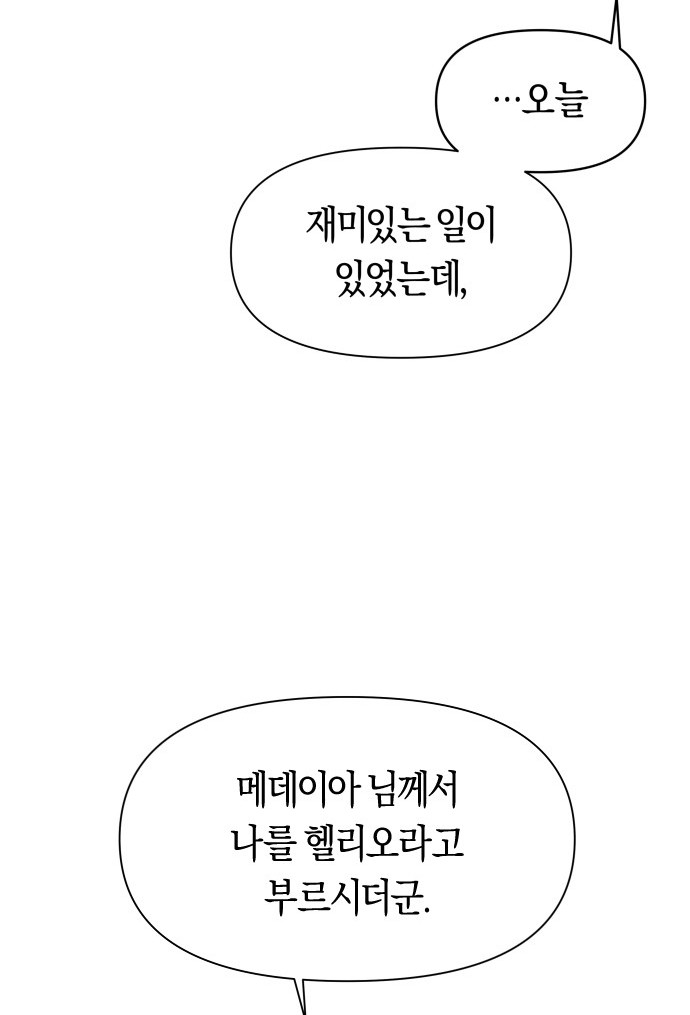 …오늘
재미있는 일이
있었는데,
메데이아 님께서
나를 헬리오라고
부르시더군.